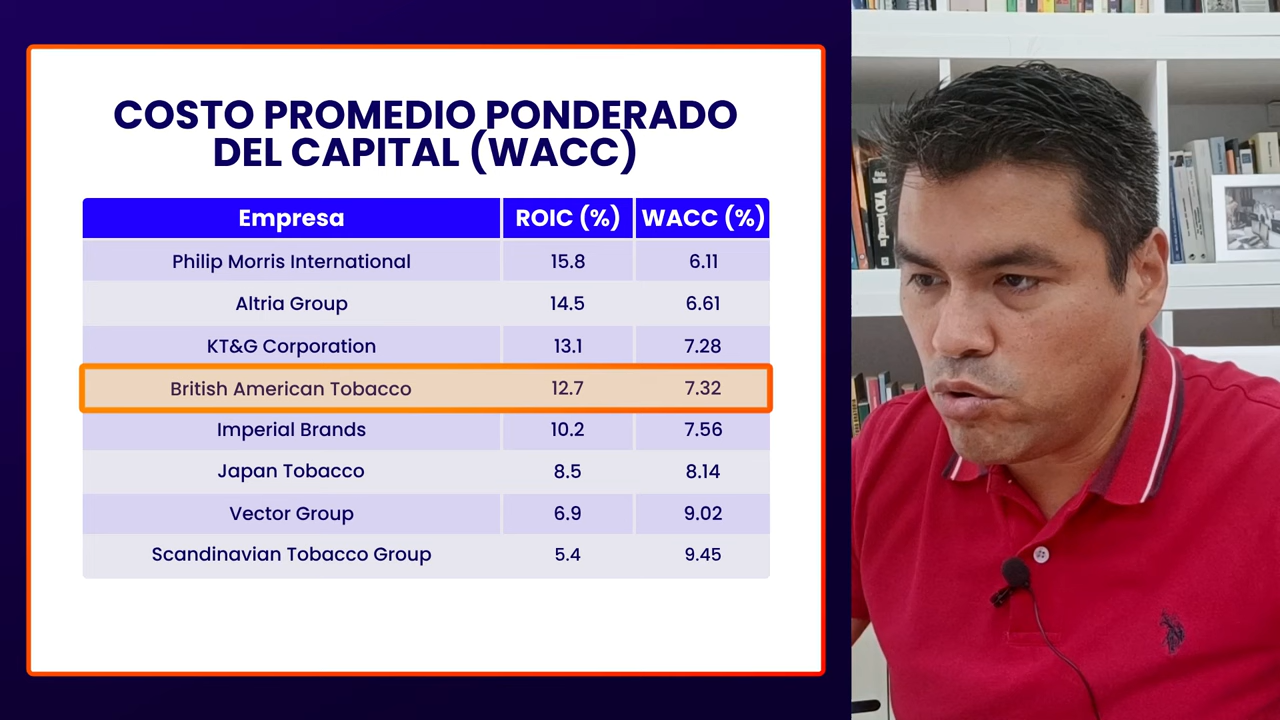 COSTO PROMEDIO PONDERADO
DEL CAPITAL (WACC)
Empresa ROIC (%) WACC (%)
Philip Morris International 15.8 6.11
Altria Group 14.5 6.61
KT&G Corporation 13.1 7.28
British American Tobacco 12.7 7.32
Imperial Brands 10.2 7.56
Japan Tobacco 8.5 8.14
Vector Group 6.9 9.02
Scandinavian Tobacco Group 5.4 9.45